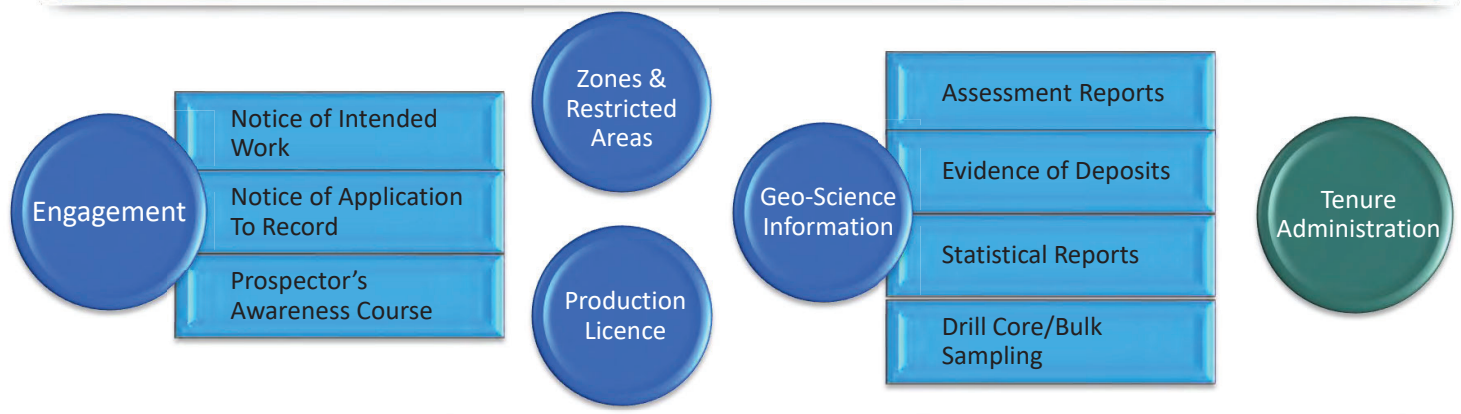 Engagement
Notice of Intended
Work
Notice of Application
To Record
Prospector’s
Awareness Course
Zones &
Restricted
Areas
Production
Licence
Geo-Science
Information
Assessment Reports
Evidence of Deposits
Statistical Reports
Drill Core/Bulk
Sampling
Tenure
Administration